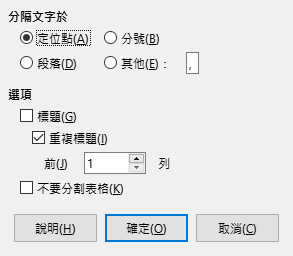 分隔文字於
定位點(A) 分號(B)
段落(D) 其他(E)： ,
選項
標題(G)
重複標題(I)
前(J) 1 列
不要分割表格(K)
說明(H) 確定(O) 取消(C)